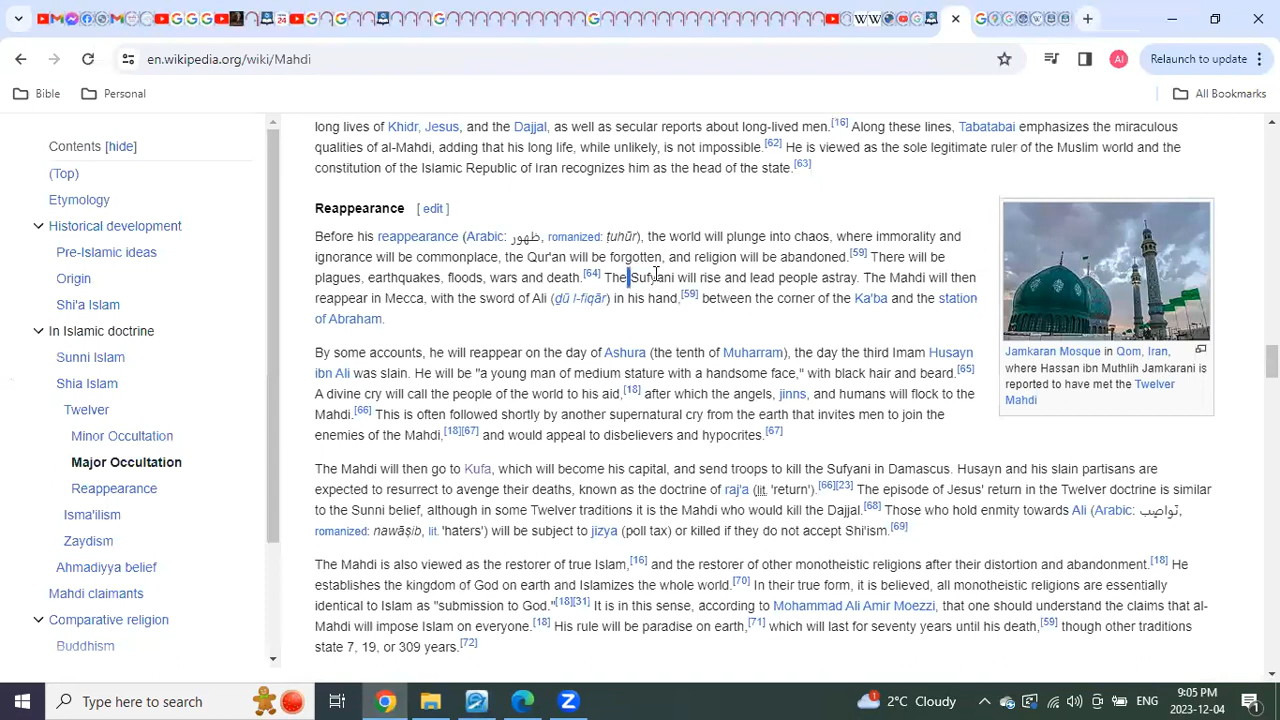 24
W W
en.wikipedia.org/wiki/Mahdi
AI
Relaunch to update
Bible
Personal
All Bookmarks
Contents [hide]
(Top)
Etymology
Historical development
Pre-Islamic ideas
Origin
Shi'a Islam
In Islamic doctrine
Sunni Islam
Shia Islam
Twelver
Minor Occultation
Major Occultation
Reappearance
Isma'ilism
Zaydism
Ahmadiyya belief
Mahdi claimants
Comparative religion
Buddhism
long lives of Khidr, Jesus, and the Dajjal, as well as secular reports about long-lived men.[16] Along these lines, Tabatabai emphasizes the miraculous
qualities of al-Mahdi, adding that his long life, while unlikely, is not impossible.[62] He is viewed as the sole legitimate ruler of the Muslim world and the
constitution of the Islamic Republic of Iran recognizes him as the head of the state.[63]
Reappearance [ edit ]
Before his reappearance (Arabic: ظهور, romanized: ṭuhūr), the world will plunge into chaos, where immorality and
ignorance will be commonplace, the Qur'an will be forgotten, and religion will be abandoned.[59] There will be
plagues, earthquakes, floods, wars and death.[64] The Sufyani will rise and lead people astray. The Mahdi will then
reappear in Mecca, with the sword of Ali (ḏū l-fiqār) in his hand,[59] between the corner of the Ka'ba and the station
of Abraham.
Jamkaran Mosque in Qom, Iran,
where Hassan ibn Muthlih Jamkarani is
reported to have met the Twelver
Mahdi
By some accounts, he will reappear on the day of Ashura (the tenth of Muharram), the day the third Imam Husayn
ibn Ali was slain. He will be "a young man of medium stature with a handsome face," with black hair and beard.[65]
A divine cry will call the people of the world to his aid,[18] after which the angels, jinns, and humans will flock to the
Mahdi.[66] This is often followed shortly by another supernatural cry from the earth that invites men to join the
enemies of the Mahdi,[18][67] and would appeal to disbelievers and hypocrites.[67]
The Mahdi will then go to Kufa, which will become his capital, and send troops to kill the Sufyani in Damascus. Husayn and his slain partisans are
expected to resurrect to avenge their deaths, known as the doctrine of raj'a (lit. 'return').[66][23] The episode of Jesus' return in the Twelver doctrine is similar
to the Sunni belief, although in some Twelver traditions it is the Mahdi who would kill the Dajjal.[68] Those who hold enmity towards Ali (Arabic: نواصيب,
romanized: nawāṣib, lit. 'haters') will be subject to jizya (poll tax) or killed if they do not accept Shi'ism.[69]
The Mahdi is also viewed as the restorer of true Islam,[16] and the restorer of other monotheistic religions after their distortion and abandonment.[18] He
establishes the kingdom of God on earth and Islamizes the whole world.[70] In their true form, it is believed, all monotheistic religions are essentially
identical to Islam as "submission to God."[18][31] It is in this sense, according to Mohammad Ali Amir Moezzi, that one should understand the claims that al-
Mahdi will impose Islam on everyone.[18] His rule will be paradise on earth,[71] which will last for seventy years until his death,[59] though other traditions
state 7, 19, or 309 years.[72]
Type here to search
1
2°C Cloudy
ENG
9:05 PM
2023-12-04
1